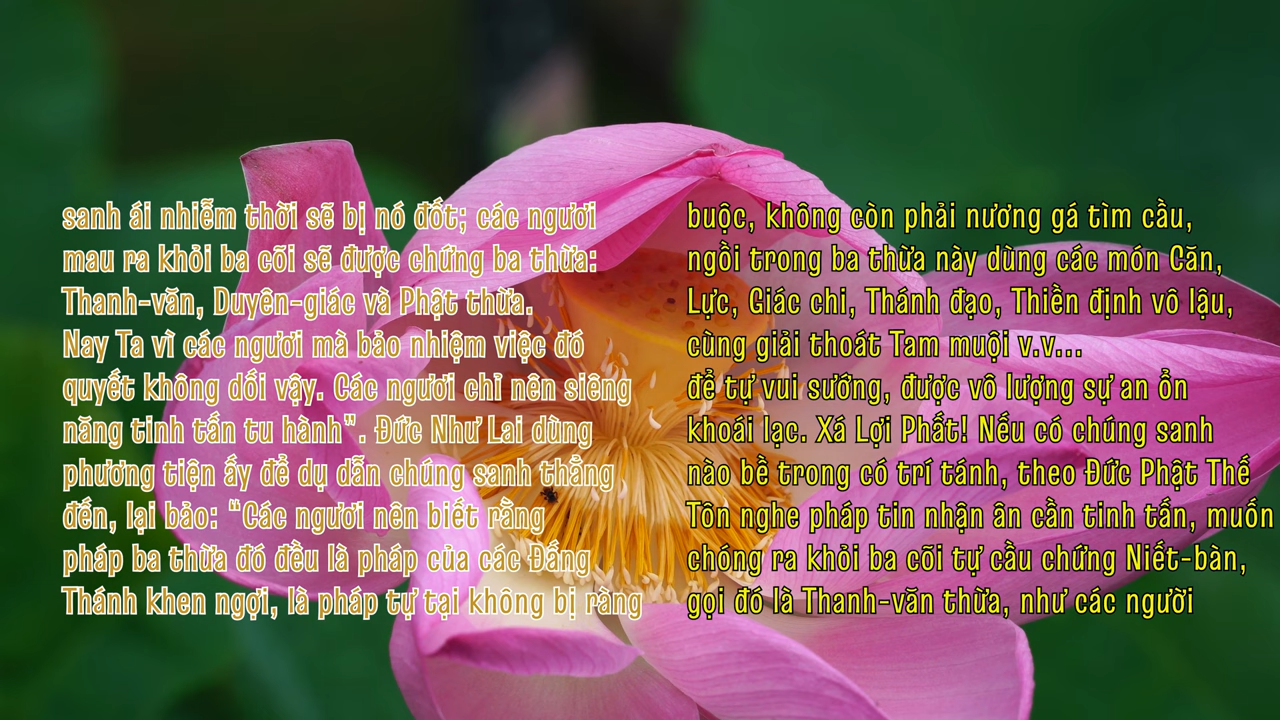 sanh ái nhiễm thời sẽ bị nó đốt; các ngươi
mau ra khỏi ba cõi sẽ được chứng ba thừa:
Thanh-văn, Duyên-giác và Phật thừa.
Nay Ta vì các ngươi mà bảo nhiệm việc đó
quyết không dối vậy. Các ngươi chỉ nên siêng
năng tinh tấn tu hành”. Đức Như Lai dùng
phương tiện ấy để dụ dẫn chúng sanh thẳng
đến, lại bảo: “Các ngươi nên biết rằng
pháp ba thừa đó đều là pháp của các Đấng
Thánh khen ngợi, là pháp tự tại không bị ràng
buộc, không còn phải nương gá tìm cầu,
ngồi trong ba thừa này dùng các món Căn,
Lực, Giác chi, Thánh đạo, Thiền định vô lậu,
cùng giải thoát Tam muội v.v...
để tự vui sướng, được vô lượng sự an ổn
khoái lạc. Xá Lợi Phất! Nếu có chúng sanh
nào bề trong có trí tánh, theo Đức Phật Thế
Tôn nghe pháp tin nhận ân cần tinh tấn, muốn
chóng ra khỏi ba cõi tự cầu chứng Niết-bàn,
gọi đó là Thanh-văn thừa, như các người